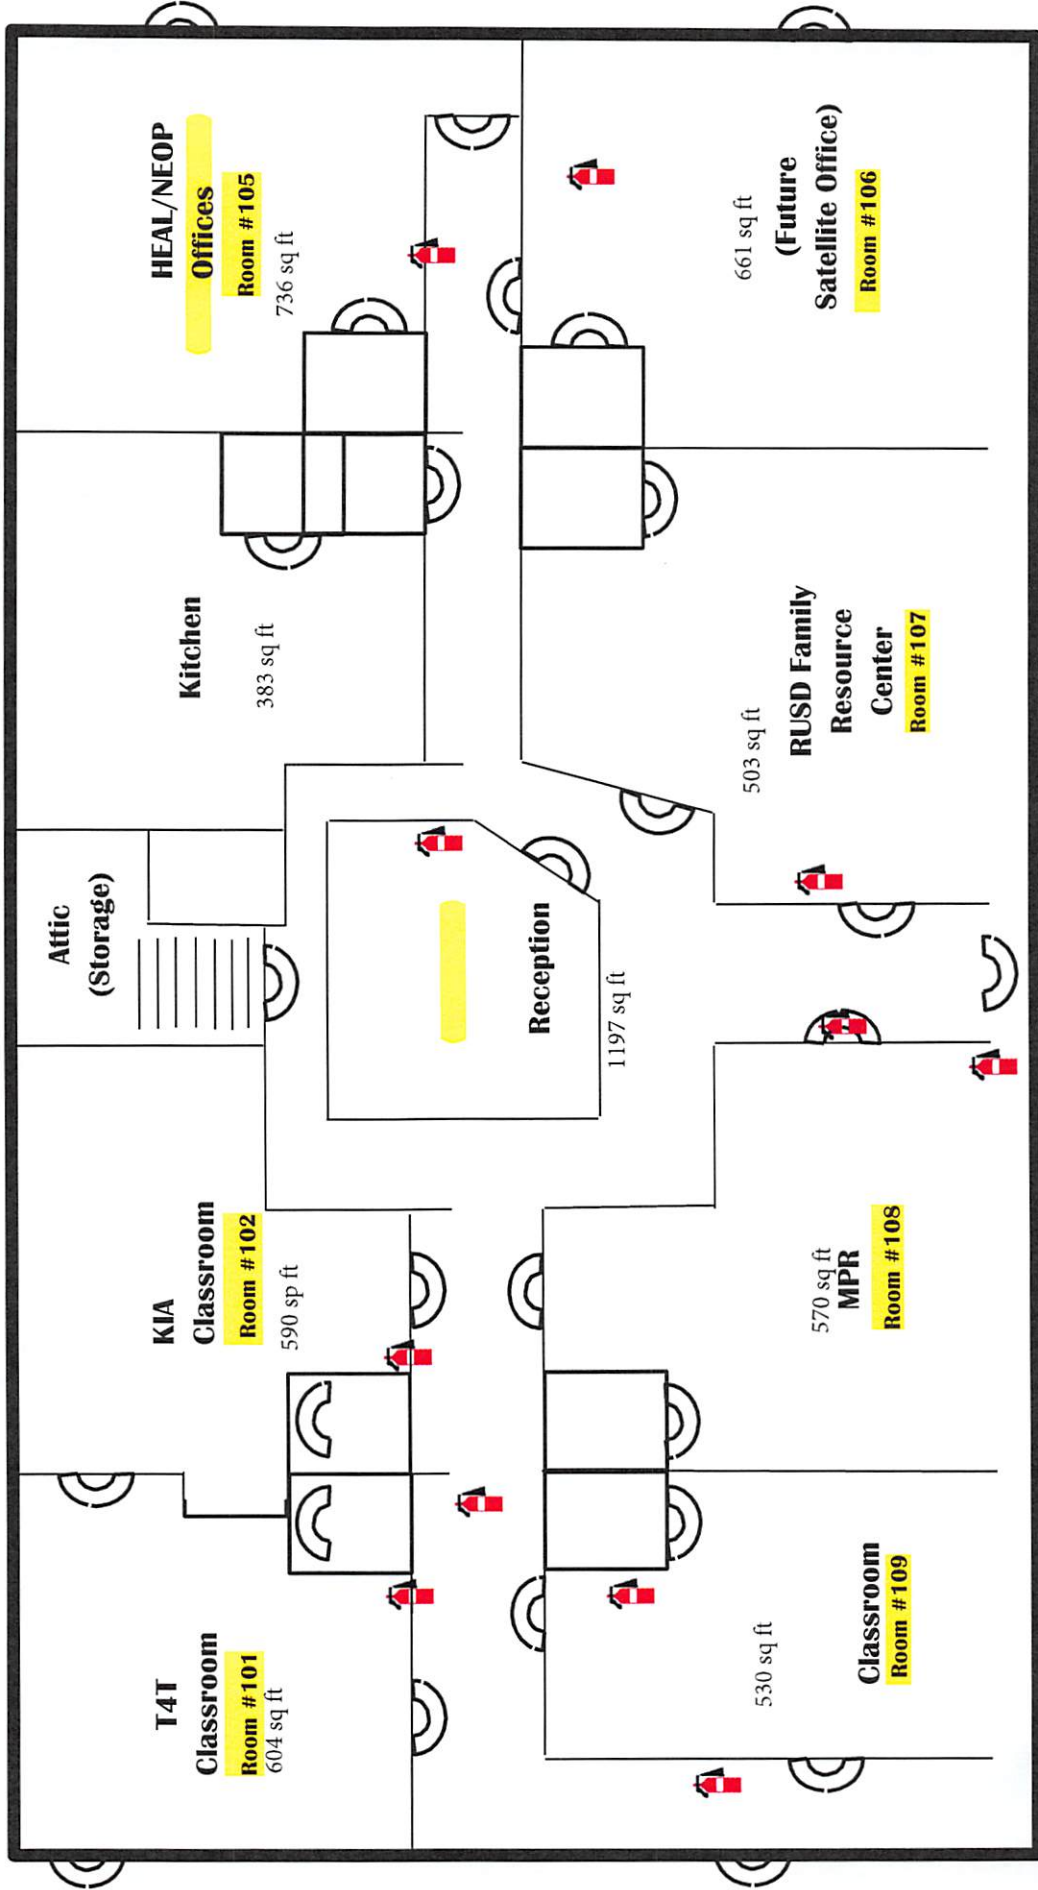 T4T
Classroom
Room #101
604 sq ft
KIA
Classroom
Room #102
590 sp ft
Attic
(Storage)
Kitchen
383 sq ft
HEAL/NEOP
Offices
Room #105
736 sq ft
Reception
1197 sq ft
530 sq ft
Classroom
Room #109
570 sq ft
MPR
Room #108
503 sq ft
RUSD Family
Resource
Center
Room #107
661 sq ft
(Future
Satellite Office)
Room #106